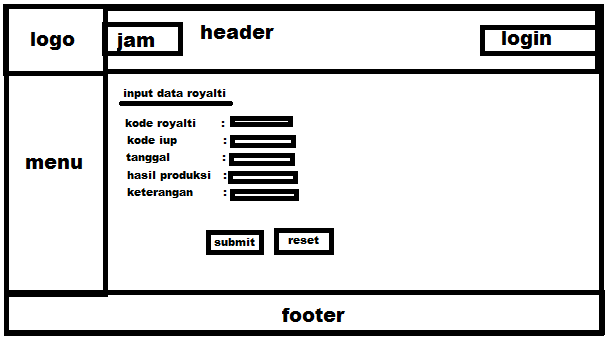 logo
jam
header
login
menu
input data royalti
kode royalti :
kode iup :
tanggal :
hasil produksi :
keterangan :
submit
reset
footer